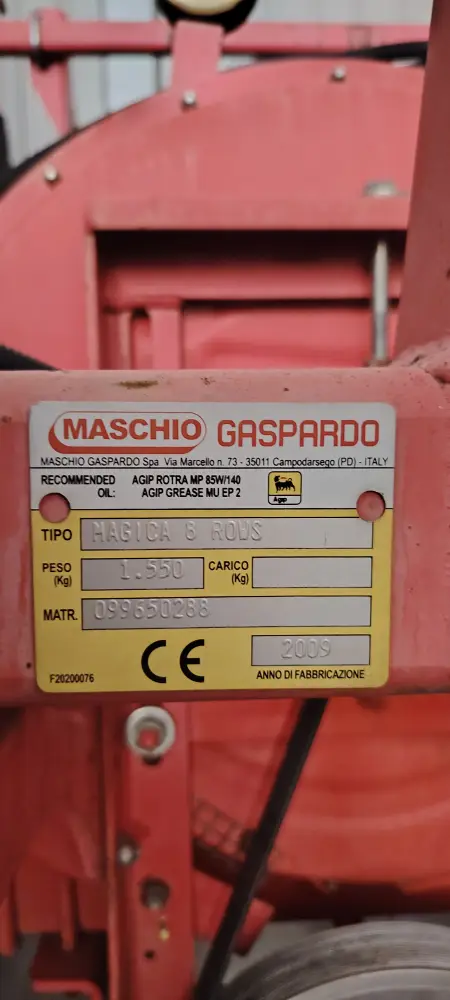 MASCHIO GASPARDO
MASCHIO GASPARDO Spa Via Marcello n. 73 - 35011 Campodarsego (PD) - ITALY
RECOMMENDED OIL: AGIP ROTRA MP 85W/140
AGIP GREASE MU EP 2
Agip
TIPO MAGICA 8 ROWS
PESO (Kg) 1.550 CARICO (Kg)
MATR. 099650288
CE 2009
F20200076 ANNO DI FABBRICAZIONE